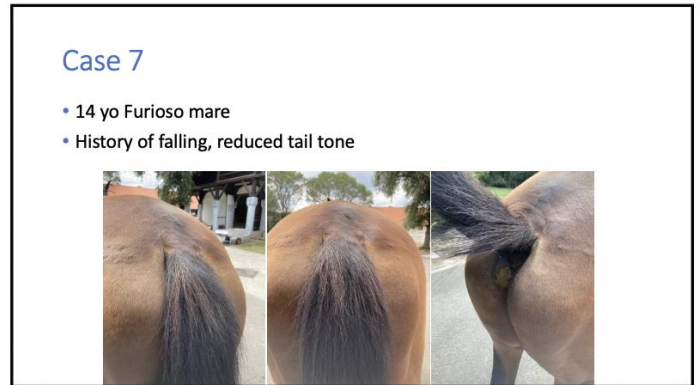 Case 7
• 14 yo Furioso mare
• History of falling, reduced tail tone